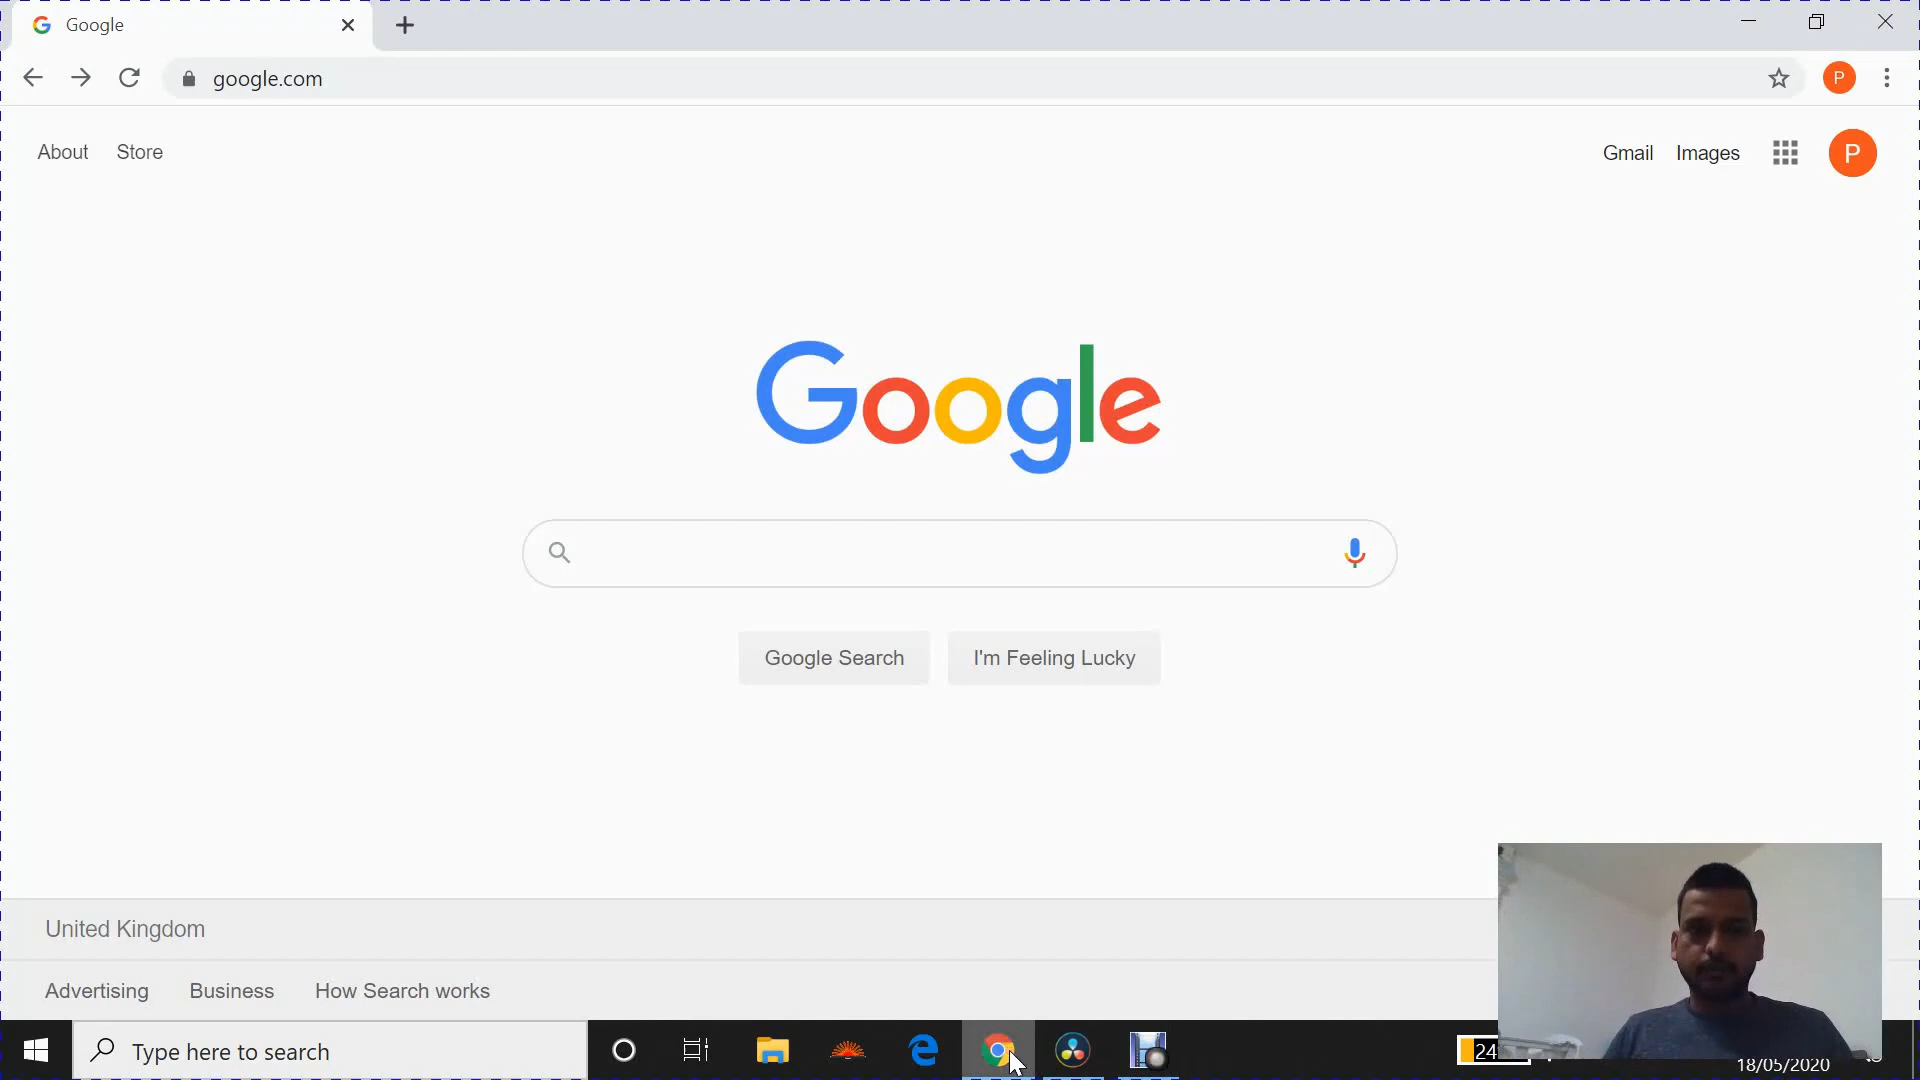 Google
google.com
P
About Store
Gmail Images
P
Google
Google Search
I'm Feeling Lucky
United Kingdom
Advertising Business How Search works
Type here to search
24
18/05/2020